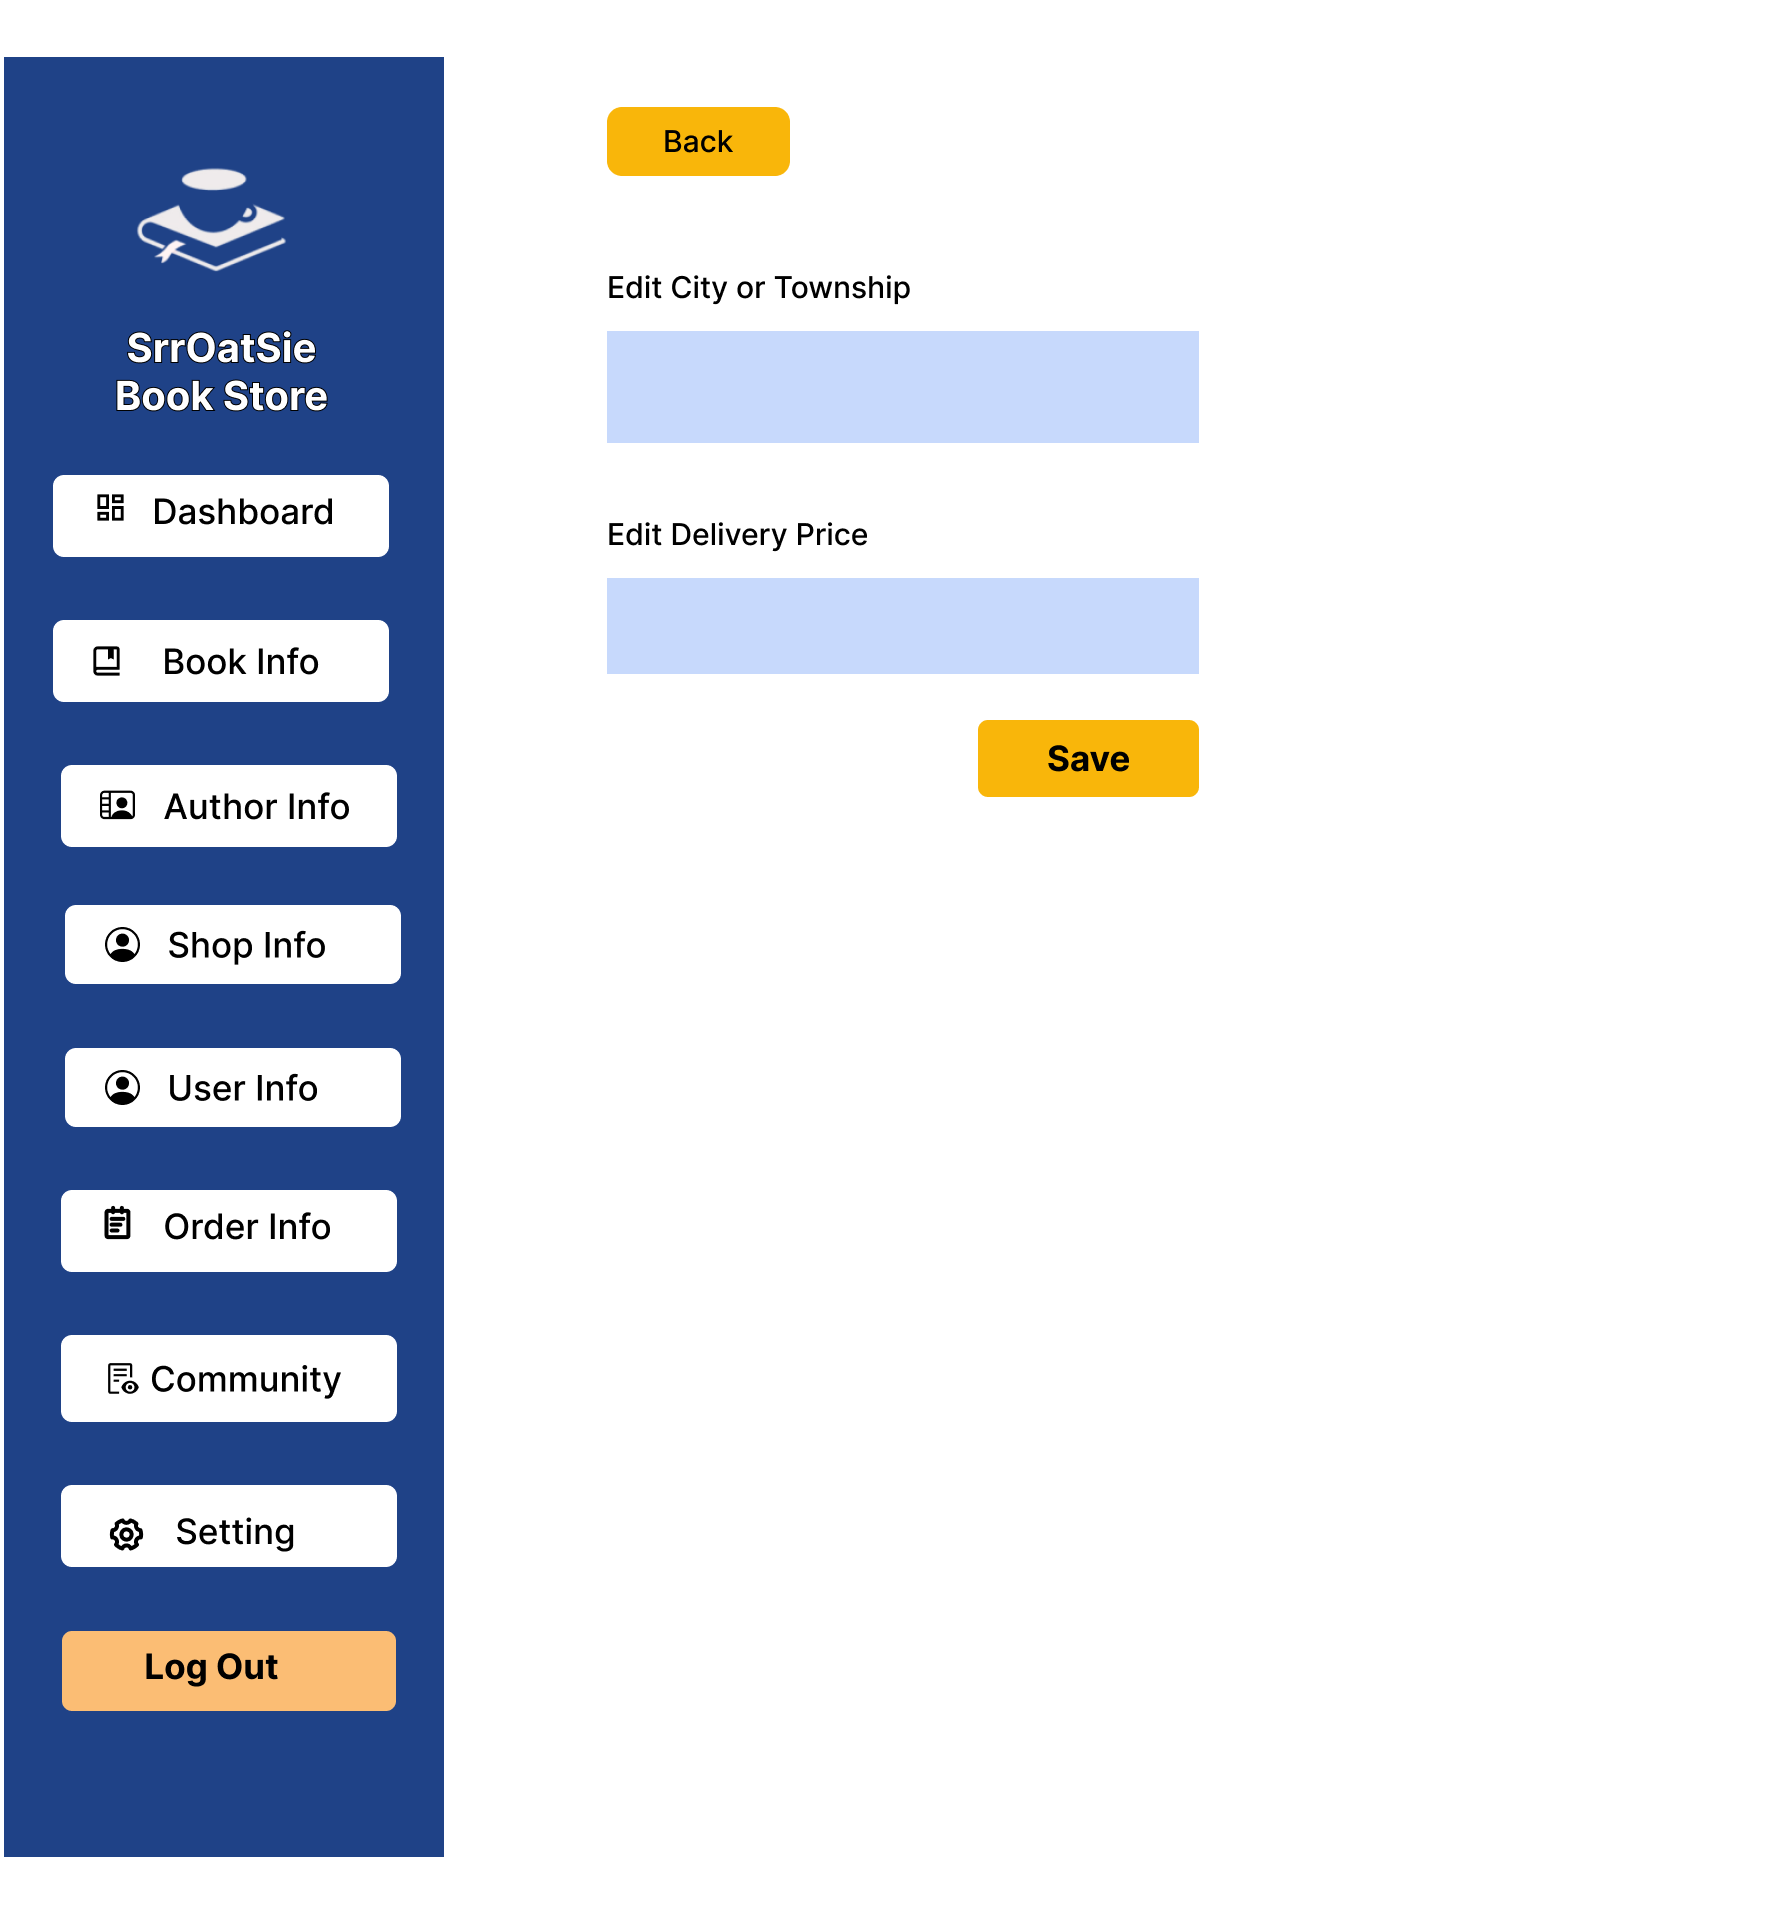 SrrOatSie
Book Store
Dashboard
Book Info
Author Info
Shop Info
User Info
Order Info
Community
Setting
Log Out
Back
Edit City or Township
Edit Delivery Price
Save